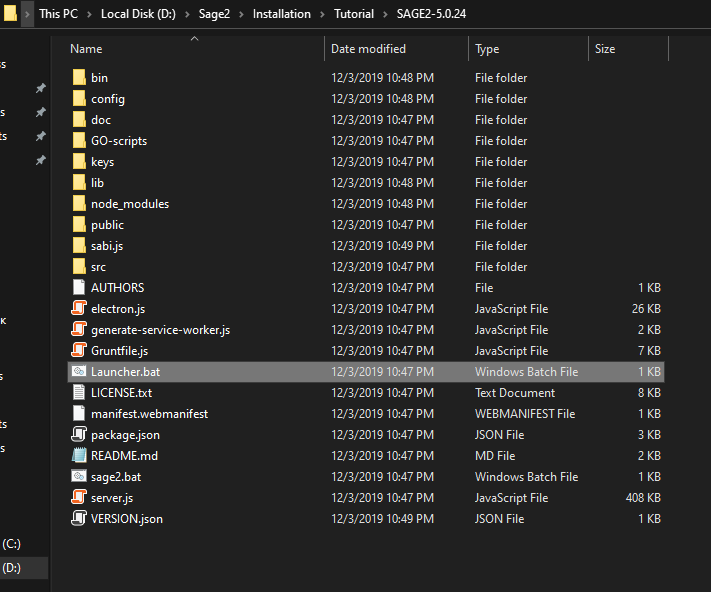 This PC > Local Disk (D:) > Sage2 > Installation > Tutorial > SAGE2-5.0.24
Name Date modified Type Size
bin 12/3/2019 10:48 PM File folder
config 12/3/2019 10:48 PM File folder
doc 12/3/2019 10:47 PM File folder
GO-scripts 12/3/2019 10:47 PM File folder
keys 12/3/2019 10:47 PM File folder
lib 12/3/2019 10:48 PM File folder
node_modules 12/3/2019 10:48 PM File folder
public 12/3/2019 10:47 PM File folder
sabi.js 12/3/2019 10:49 PM File folder
src 12/3/2019 10:47 PM File folder
AUTHORS 12/3/2019 10:47 PM File 1 KB
electron.js 12/3/2019 10:47 PM JavaScript File 26 KB
generate-service-worker.js 12/3/2019 10:47 PM JavaScript File 2 KB
Gruntfile.js 12/3/2019 10:47 PM JavaScript File 7 KB
Launcher.bat 12/3/2019 10:47 PM Windows Batch File 1 KB
LICENSE.txt 12/3/2019 10:47 PM Text Document 8 KB
manifest.webmanifest 12/3/2019 10:47 PM WEBMANIFEST File 1 KB
package.json 12/3/2019 10:47 PM JSON File 3 KB
README.md 12/3/2019 10:47 PM MD File 2 KB
sage2.bat 12/3/2019 10:47 PM Windows Batch File 1 KB
server.js 12/3/2019 10:47 PM JavaScript File 408 KB
VERSION.json 12/3/2019 10:49 PM JSON File 1 KB
(C:)
(D:)